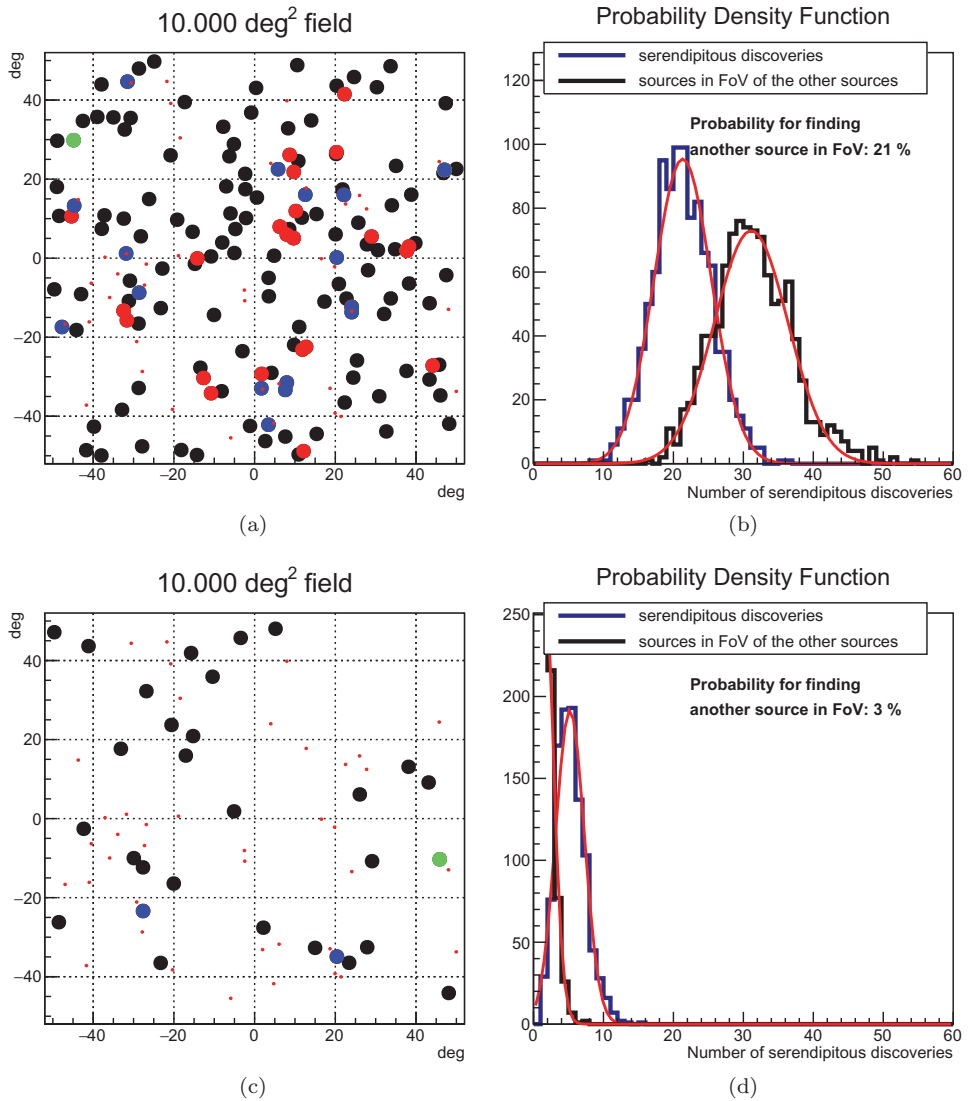 10.000 deg² field
deg
40
20
0
−20
−40
−40 −20 0 20 40
deg
(a)
Probability Density Function
serendipitous discoveries
sources in FoV of the other sources
Probability for finding
another source in FoV: 21 %
120
100
80
60
40
20
0
0 10 20 30 40 50 60
Number of serendipitous discoveries
(b)
10.000 deg² field
deg
40
20
0
−20
−40
−40 −20 0 20 40
deg
(c)
Probability Density Function
serendipitous discoveries
sources in FoV of the other sources
Probability for finding
another source in FoV: 3 %
250
200
150
100
50
0
0 10 20 30 40 50 60
Number of serendipitous discoveries
(d)